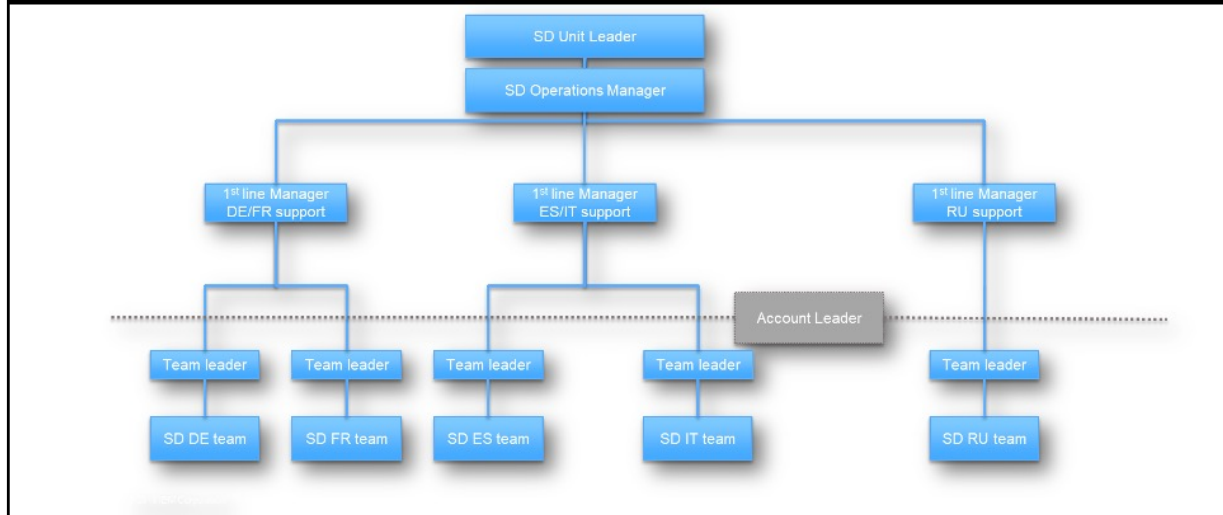 SD Unit Leader
SD Operations Manager
1st line Manager
DE/FR support
1st line Manager
ES/IT support
1st line Manager
RU support
Account Leader
Team leader
Team leader
Team leader
Team leader
Team leader
SD DE team
SD FR team
SD ES team
SD IT team
SD RU team